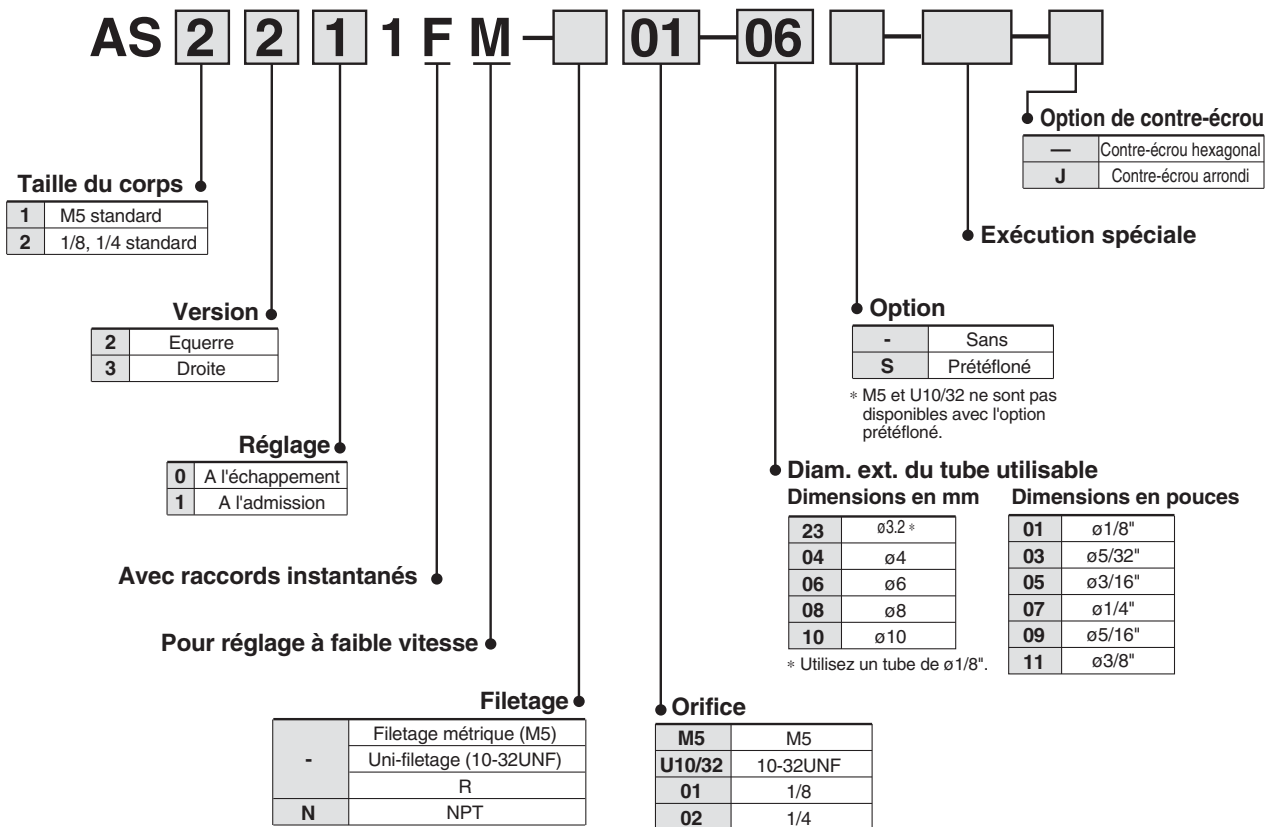 AS 2 2 1 1 F M – 01 – 06 – –
Option de contre-écrou
— Contre-écrou hexagonal
J Contre-écrou arrondi
Taille du corps
1 M5 standard
2 1/8, 1/4 standard
Exécution spéciale
Version
2 Equerre
3 Droite
Option
- Sans
S Prétéfloné
* M5 et U10/32 ne sont pas
disponibles avec l'option
prétéfloné.
Réglage
0 A l'échappement
1 A l'admission
Diam. ext. du tube utilisable
Dimensions en mm
23 ø3.2 *
04 ø4
06 ø6
08 ø8
10 ø10
* Utilisez un tube de ø1/8".
Dimensions en pouces
01 ø1/8"
03 ø5/32"
05 ø3/16"
07 ø1/4"
09 ø5/16"
11 ø3/8"
Avec raccords instantanés
Pour réglage à faible vitesse
Filetage
- Filetage métrique (M5)
Uni-filetage (10-32UNF)
R
N NPT
Orifice
M5 M5
U10/32 10-32UNF
01 1/8
02 1/4